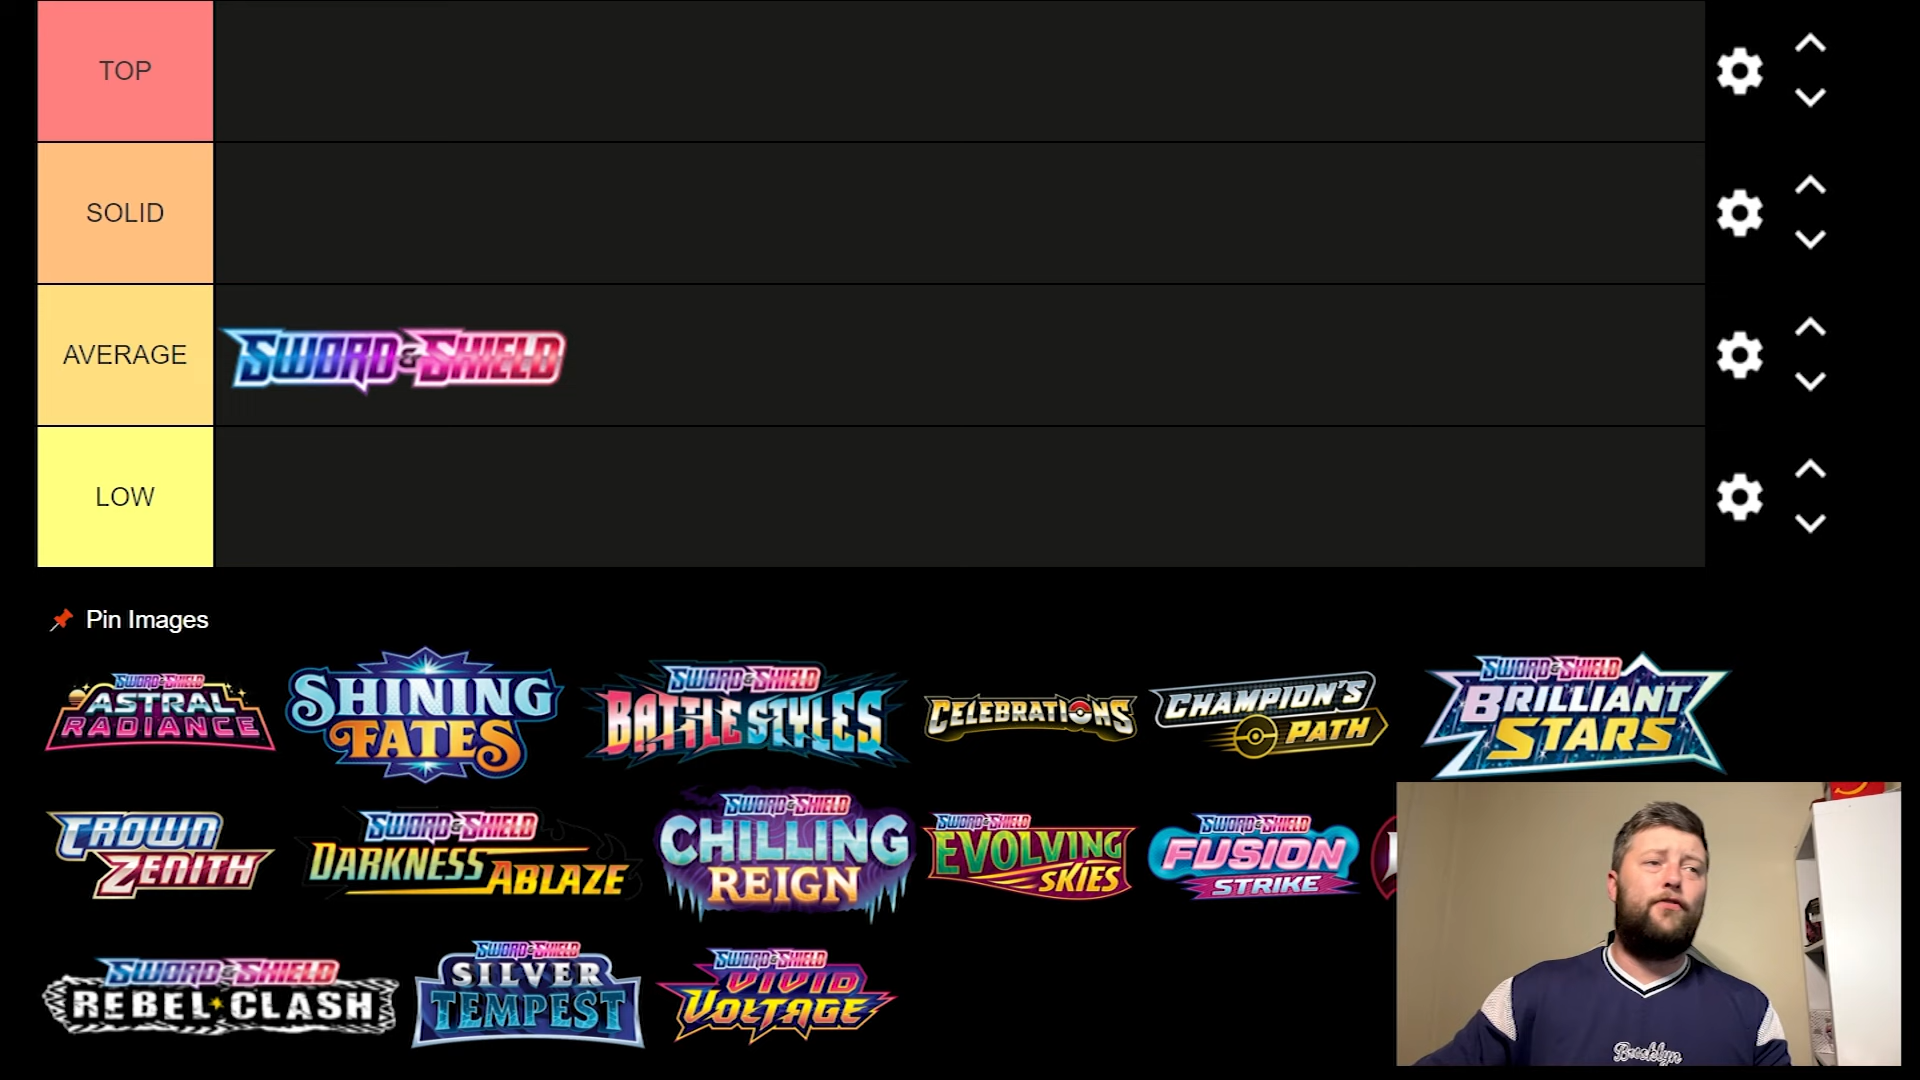 TOP
SOLID
AVERAGE
SWORD & SHIELD
LOW
Pin Images
SWORD & SHIELD
ASTRAL
RADIANCE
SHINING
FATES
SWORD & SHIELD
BATTLE STYLES
CELEBRATIONS
CHAMPION'S
PATH
SWORD & SHIELD
BRILLIANT
STARS
CROWN
ZENITH
SWORD & SHIELD
DARKNESS
ABLAZE
SWORD & SHIELD
CHILLING
REIGN
SWORD & SHIELD
EVOLVING
SKIES
SWORD & SHIELD
FUSION
STRIKE
SWORD & SHIELD
REBEL CLASH
SWORD & SHIELD
SILVER
TEMPEST
SWORD & SHIELD
VIVID
VOLTAGE
Brooklyn